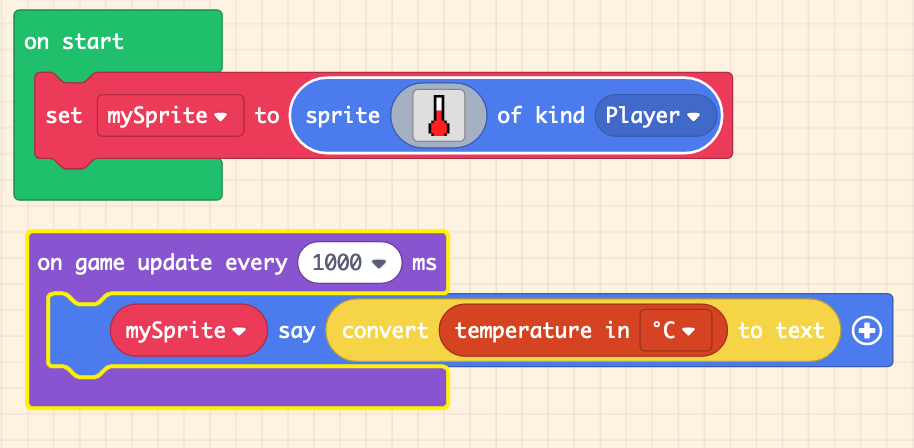 on start
set mySprite to sprite of kind Player
on game update every 1000 ms
mySprite say convert temperature in °C to text